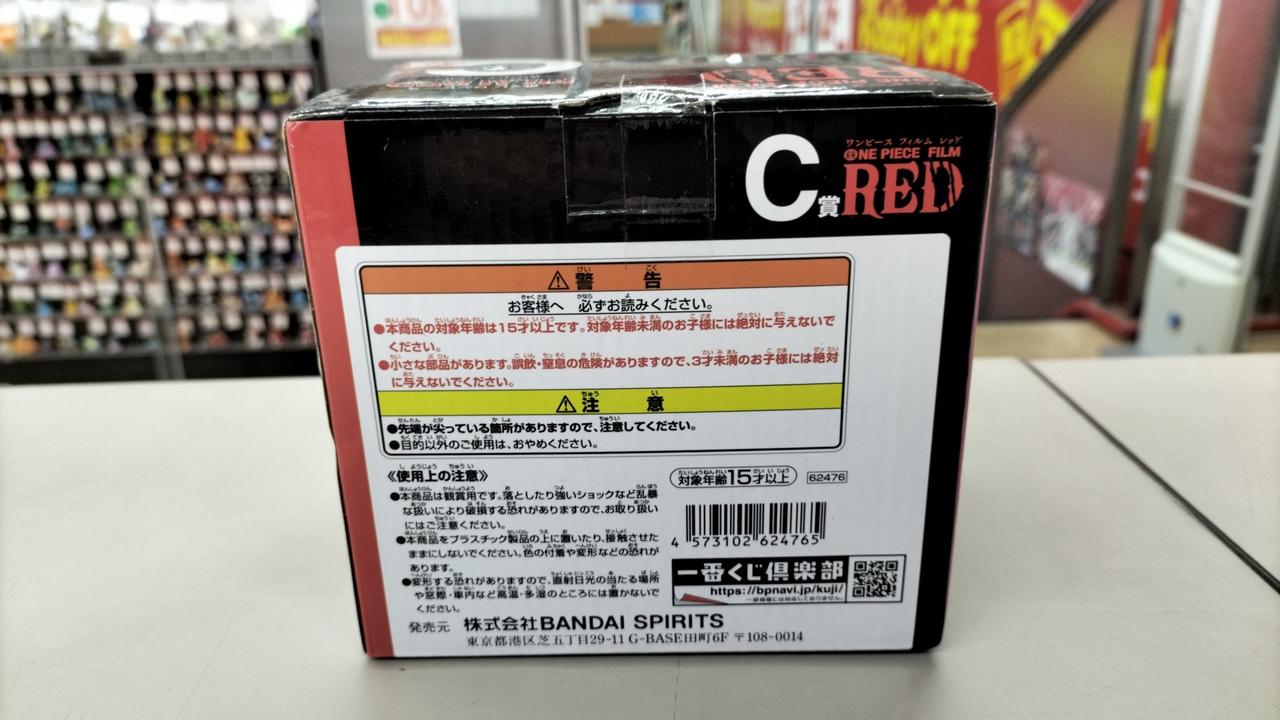 10%
Hobby OFF
RED
C賞
ワンピース フィルム レッド
ONE PIECE FILM
RED
⚠警告
お客様へ 必ずお読みください。
●本商品の対象年齢は15才以上です。対象年齢未満のお子様には絶対に与えないで
ください。
●小さな部品があります。誤飲・窒息の危険がありますので、3才未満のお子様には絶対
に与えないでください。
⚠注意
●先端が尖っている箇所がありますので、注意してください。
●目的以外のご使用は、おやめください。
《使用上の注意》
●本商品は観賞用です。落としたり強いショックなど乱暴
な扱いにより破損する恐れがありますので、お取り扱い
にはご注意ください。
●本商品をプラスチック製品の上に置いたり、接触させた
ままにしないでください。色の付着や変形などの恐れが
あります。
●変形する恐れがありますので、直射日光の当たる場所
や窓際・車内など高温・多湿のところには置かないで
ください。
対象年齢15才以上
62476
4 573102 624765
一番くじ倶楽部
https://bpnavi.jp/kuji/
一部機種には対応しておりません。
発売元 株式会社BANDAI SPIRITS
東京都港区芝五丁目29-11 G-BASE田町6F 〒108-0014